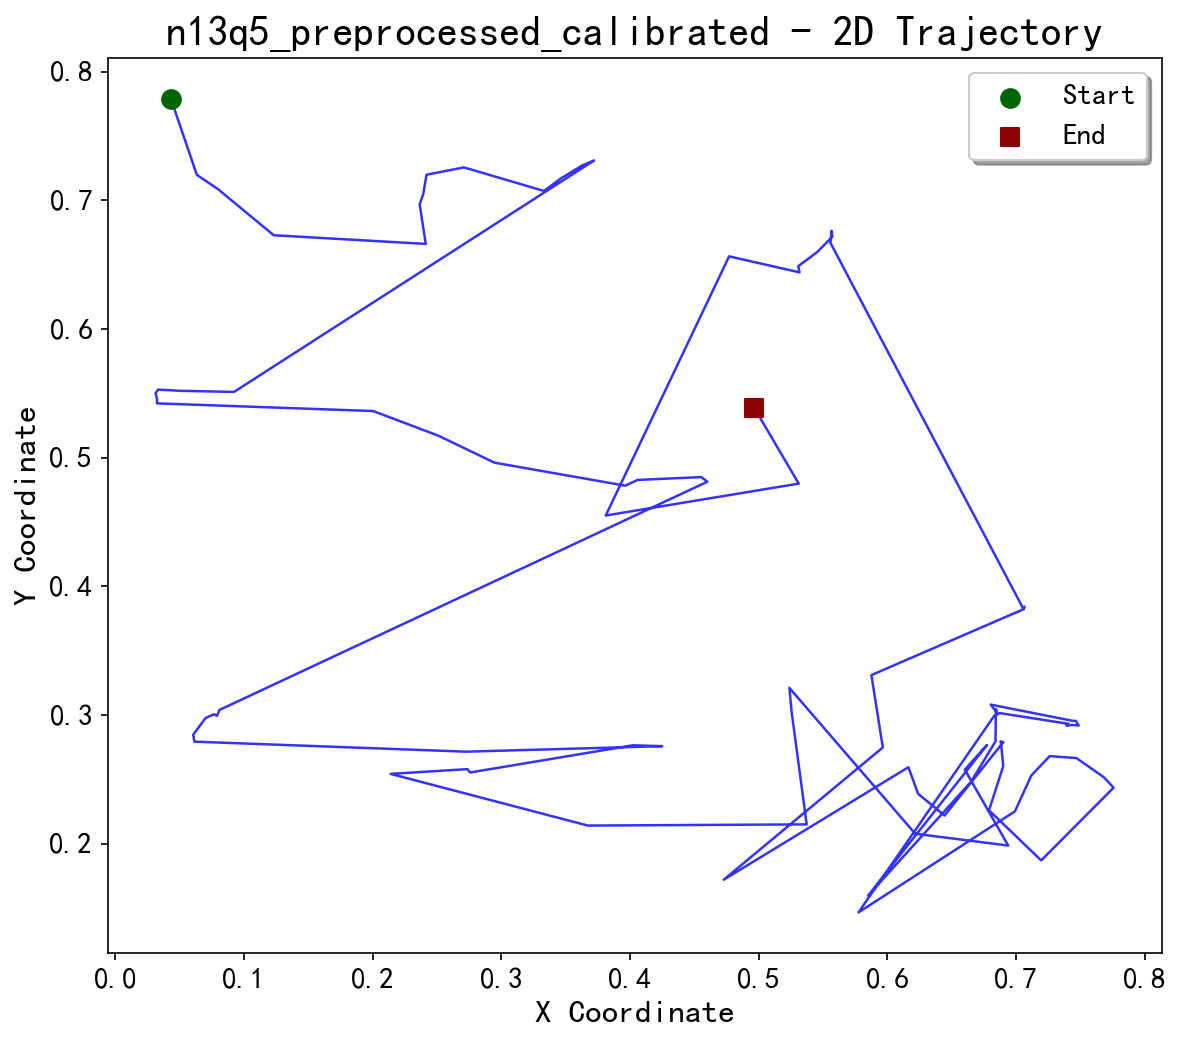 n13q5_preprocessed_calibrated - 2D Trajectory
Start
End
0.8
0.7
0.6
0.5
0.4
0.3
0.2
Y Coordinate
0.0 0.1 0.2 0.3 0.4 0.5 0.6 0.7 0.8
X Coordinate